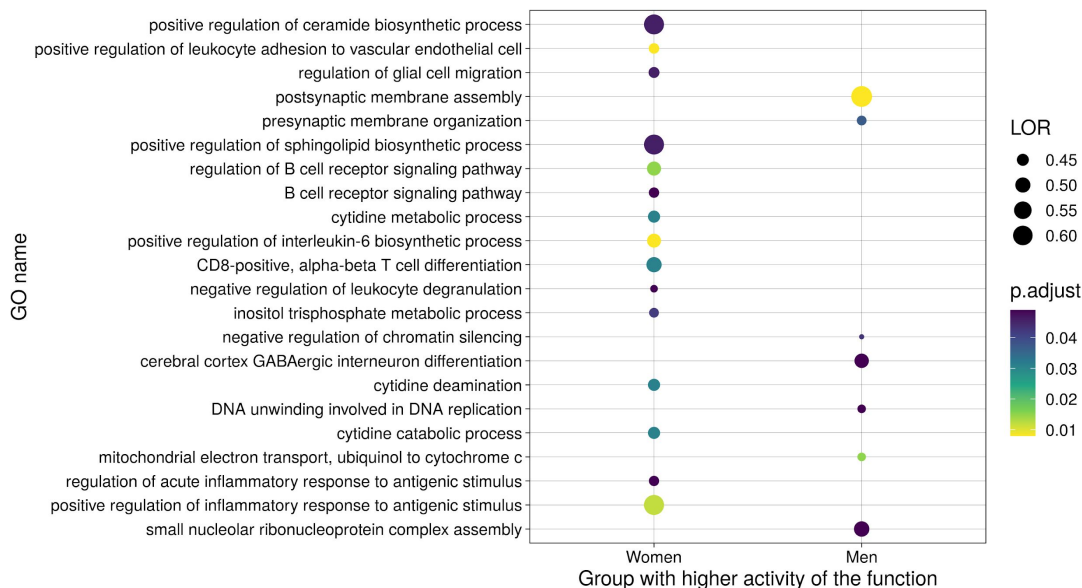 positive regulation of ceramide biosynthetic process
positive regulation of leukocyte adhesion to vascular endothelial cell
regulation of glial cell migration
postsynaptic membrane assembly
presynaptic membrane organization
positive regulation of sphingolipid biosynthetic process
regulation of B cell receptor signaling pathway
B cell receptor signaling pathway
cytidine metabolic process
positive regulation of interleukin-6 biosynthetic process
CD8-positive, alpha-beta T cell differentiation
negative regulation of leukocyte degranulation
inositol trisphosphate metabolic process
negative regulation of chromatin silencing
cerebral cortex GABAergic interneuron differentiation
cytidine deamination
DNA unwinding involved in DNA replication
cytidine catabolic process
mitochondrial electron transport, ubiquinol to cytochrome c
regulation of acute inflammatory response to antigenic stimulus
positive regulation of inflammatory response to antigenic stimulus
small nucleolar ribonucleoprotein complex assembly
GO name
Women
Men
Group with higher activity of the function
LOR
0.45
0.50
0.55
0.60
p.adjust
0.04
0.03
0.02
0.01